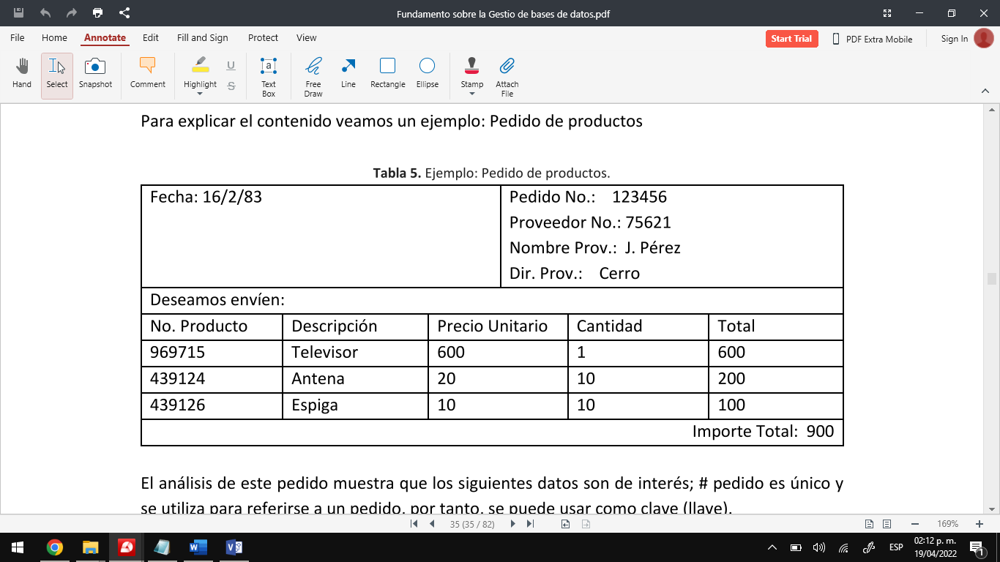 Fundamento sobre la Gestio de bases de datos.pdf
File Home Annotate Edit Fill and Sign Protect View
Start Trial PDF Extra Mobile Sign In
Hand Select Snapshot Comment Highlight U S Text Box Free Draw Line Rectangle Ellipse Stamp Attach File
Para explicar el contenido veamos un ejemplo: Pedido de productos
Tabla 5. Ejemplo: Pedido de productos.
Fecha: 16/2/83
Pedido No.: 123456
Proveedor No.: 75621
Nombre Prov.: J. Pérez
Dir. Prov.: Cerro
Deseamos envíen:
No. Producto Descripción Precio Unitario Cantidad Total
969715 Televisor 600 1 600
439124 Antena 20 10 200
439126 Espiga 10 10 100
Importe Total: 900
El análisis de este pedido muestra que los siguientes datos son de interés; # pedido es único y
se utiliza para referirse a un pedido, por tanto, se puede usar como clave (llave).
35 (35 / 82)
169%
ESP
02:12 p. m.
19/04/2022
1